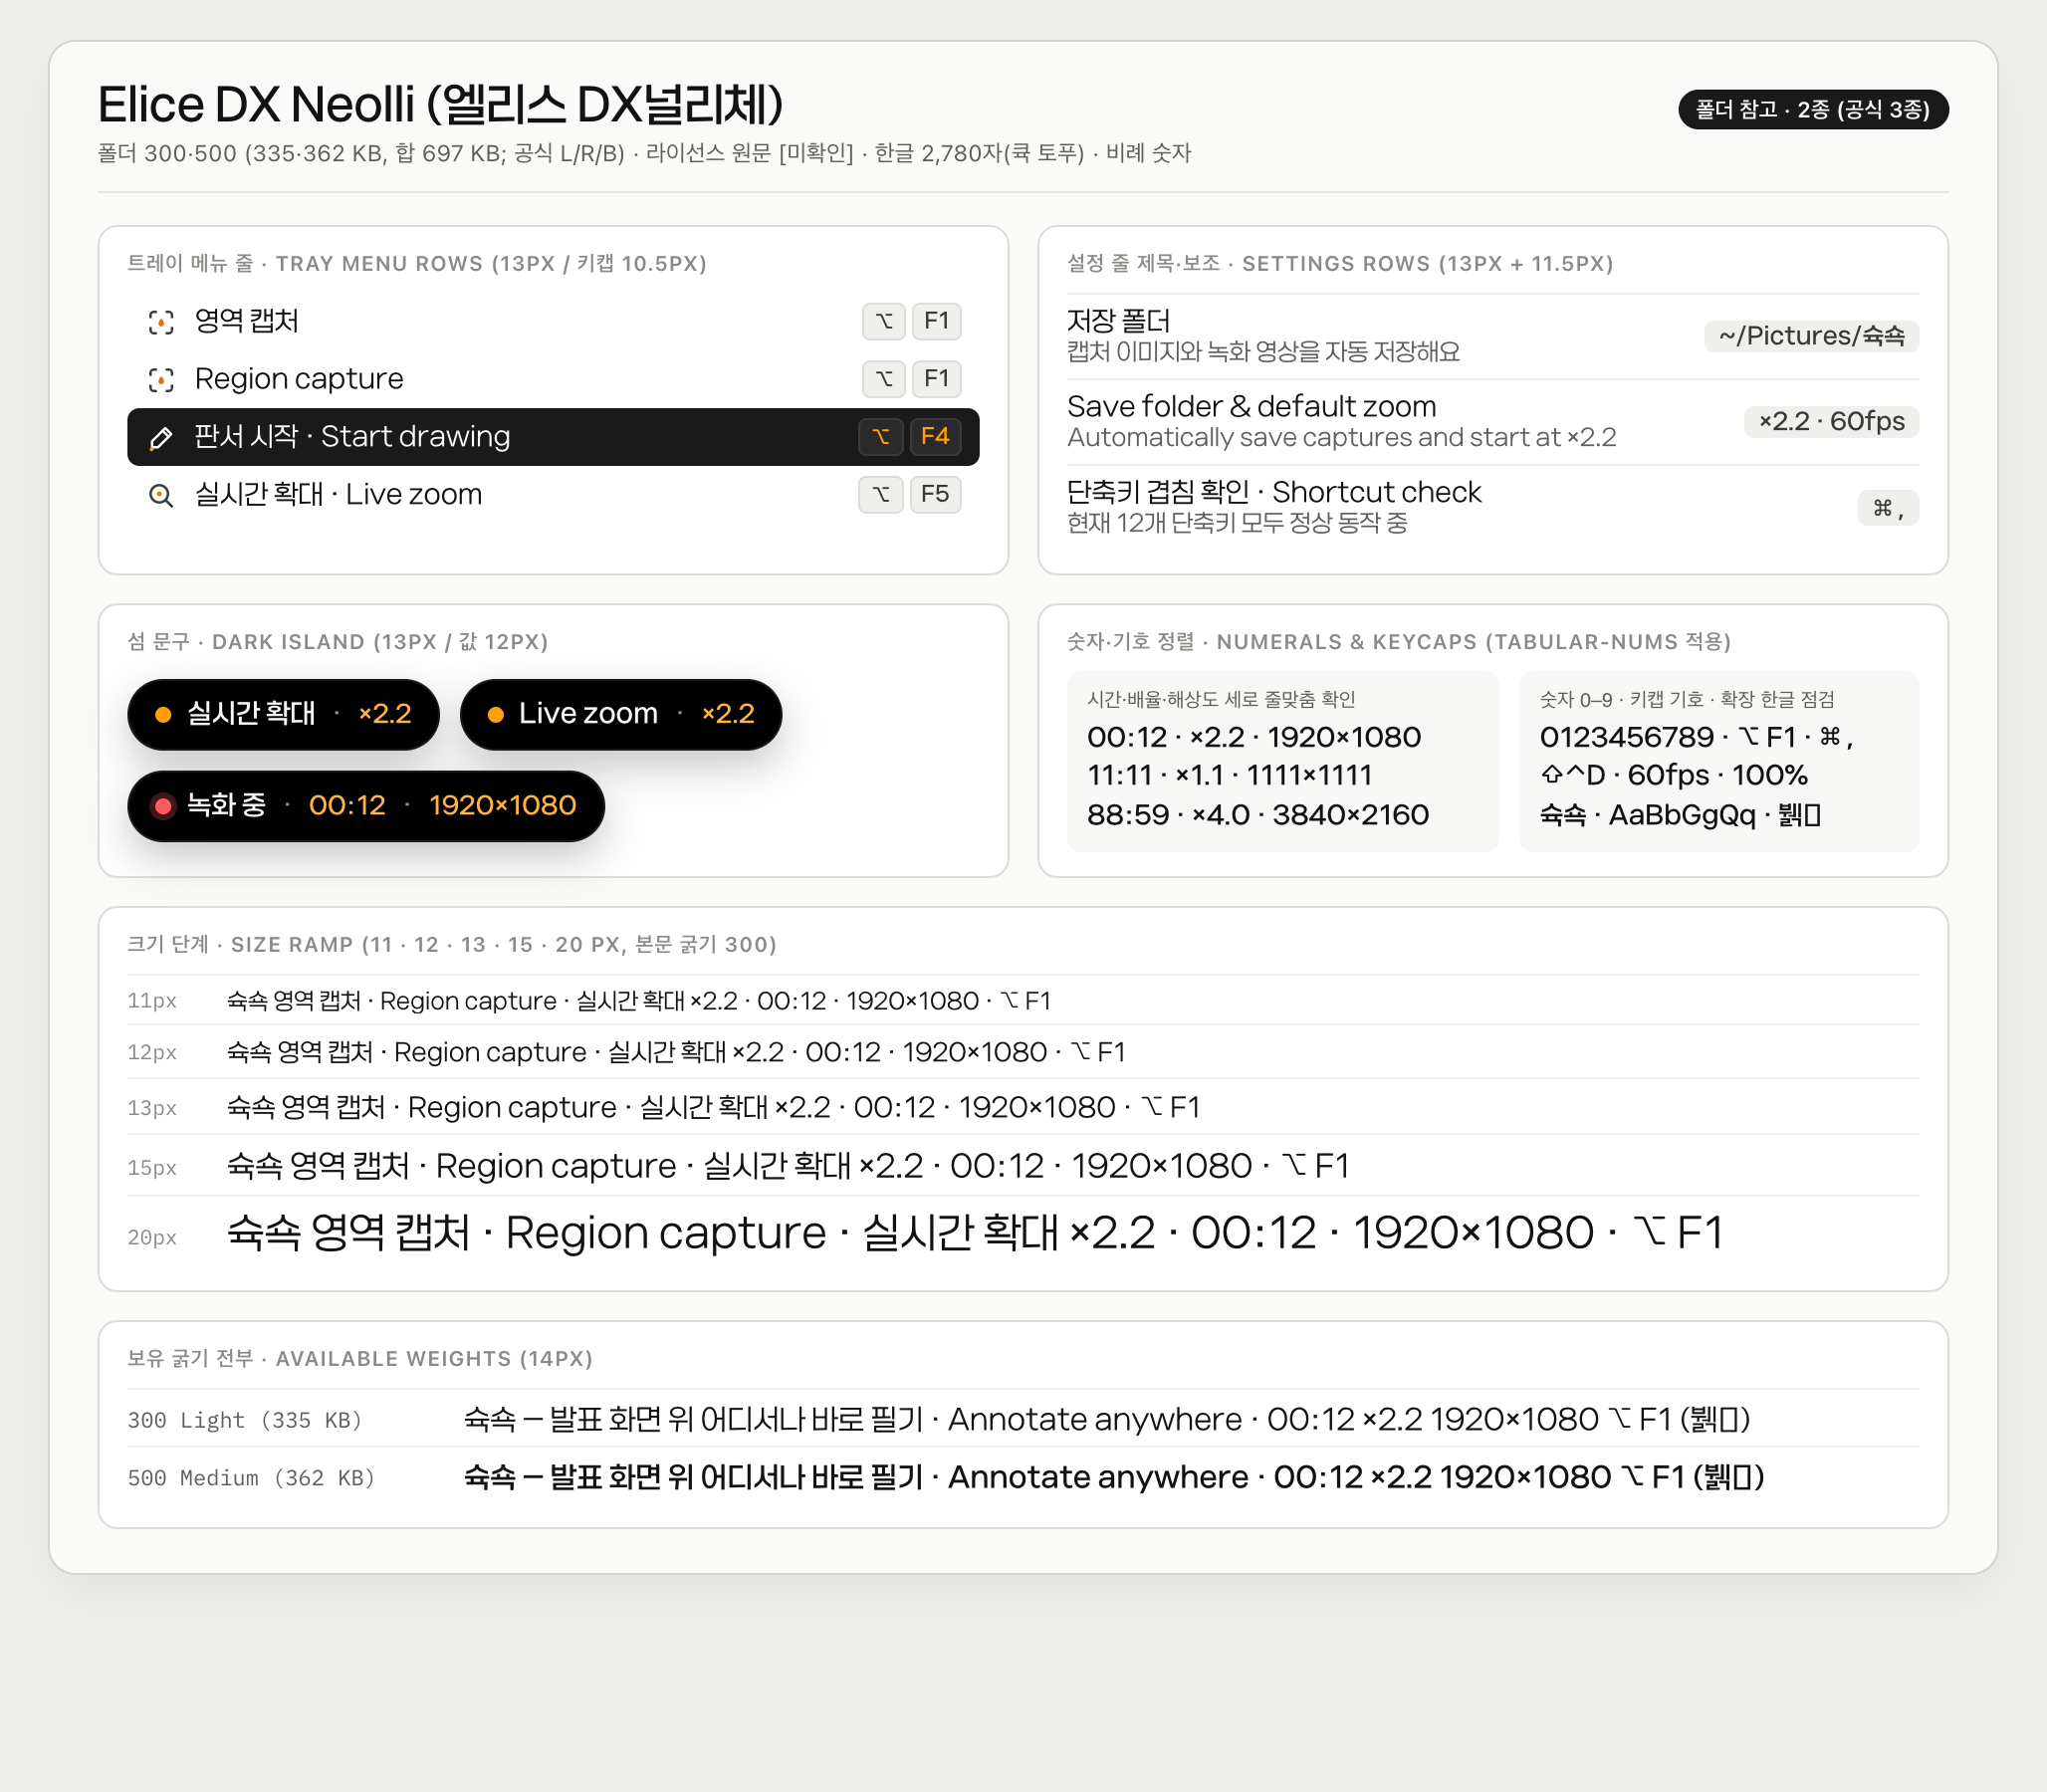 Elice DX Neolli (엘리스 DX널리체)
폴더 참고 · 2종 (공식 3종)
폴더 300·500 (335·362 KB, 합 697 KB; 공식 L/R/B) · 라이선스 원문 [미확인] · 한글 2,780자(큑 토푸) · 비례 숫자
트레이 메뉴 줄 · TRAY MENU ROWS (13PX / 키캡 10.5PX)
영역 캡처 ⌥ F1
Region capture ⌥ F1
판서 시작 · Start drawing ⌥ F4
실시간 확대 · Live zoom ⌥ F5
설정 줄 제목·보조 · SETTINGS ROWS (13PX + 11.5PX)
저장 폴더
캡처 이미지와 녹화 영상을 자동 저장해요
~/Pictures/슉쇽
Save folder & default zoom
Automatically save captures and start at ×2.2
×2.2 · 60fps
단축키 겹침 확인 · Shortcut check
현재 12개 단축키 모두 정상 동작 중
⌘ ,
섬 문구 · DARK ISLAND (13PX / 값 12PX)
실시간 확대 · ×2.2
Live zoom · ×2.2
녹화 중 · 00:12 · 1920×1080
숫자·기호 정렬 · NUMERALS & KEYCAPS (TABULAR-NUMS 적용)
시간·배율·해상도 세로 줄맞춤 확인
00:12 · ×2.2 · 1920×1080
11:11 · ×1.1 · 1111×1111
88:59 · ×4.0 · 3840×2160
숫자 0–9 · 키캡 기호 · 확장 한글 점검
0123456789 · ⌥ F1 · ⌘ ,
⇧^D · 60fps · 100%
슉쇽 · AaBbGgQq ·
크기 단계 · SIZE RAMP (11 · 12 · 13 · 15 · 20 PX, 본문 굵기 300)
11px 슉쇽 영역 캡처 · Region capture · 실시간 확대 ×2.2 · 00:12 · 1920×1080 · ⌥ F1
12px 슉쇽 영역 캡처 · Region capture · 실시간 확대 ×2.2 · 00:12 · 1920×1080 · ⌥ F1
13px 슉쇽 영역 캡처 · Region capture · 실시간 확대 ×2.2 · 00:12 · 1920×1080 · ⌥ F1
15px 슉쇽 영역 캡처 · Region capture · 실시간 확대 ×2.2 · 00:12 · 1920×1080 · ⌥ F1
20px 슉쇽 영역 캡처 · Region capture · 실시간 확대 ×2.2 · 00:12 · 1920×1080 · ⌥ F1
보유 굵기 전부 · AVAILABLE WEIGHTS (14PX)
300 Light (335 KB) 슉쇽 — 발표 화면 위 어디서나 바로 필기 · Annotate anywhere · 00:12 ×2.2 1920×1080 ⌥ F1
500 Medium (362 KB) 슉쇽 — 발표 화면 위 어디서나 바로 필기 · Annotate anywhere · 00:12 ×2.2 1920×1080 ⌥ F1